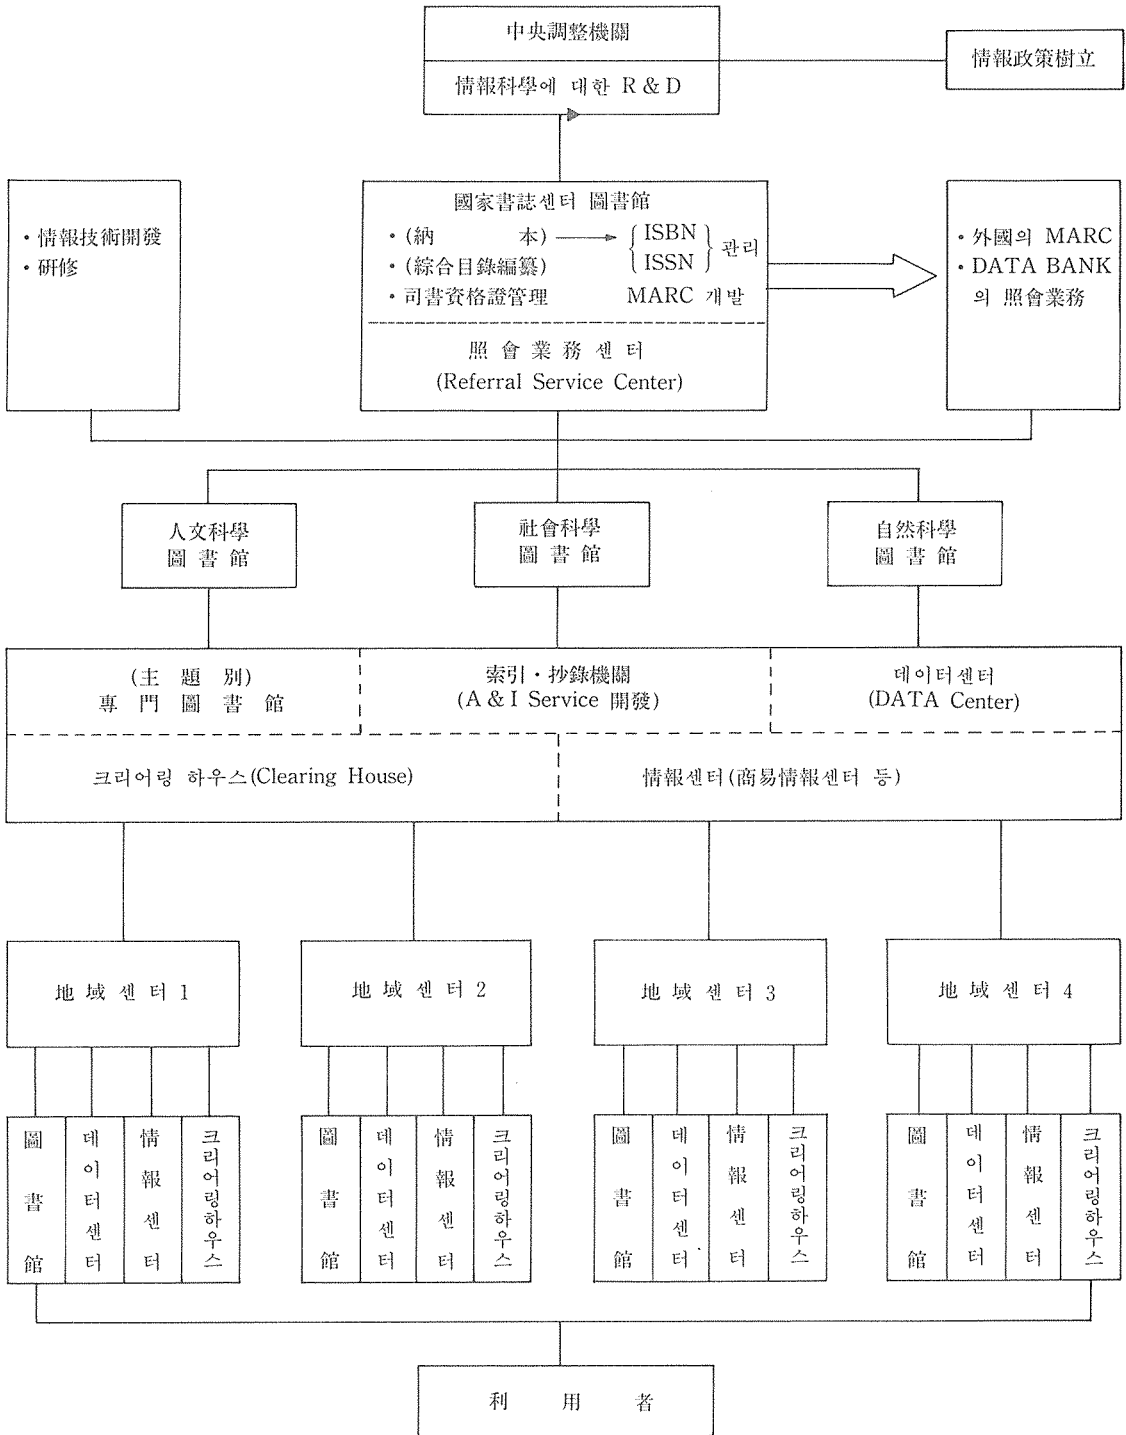 中央調整機關
情報科學에 대한 R & D
情報政策樹立
• 情報技術開發
• 硏修
國家書誌센터 圖書館
• (納 本) → { ISBN } 관리
{ ISSN }
• (綜合目錄編纂)
• 司書資格證管理 MARC 개발
照 會 業 務 센 터
(Referral Service Center)
• 外國의 MARC
• DATA BANK
의 照會業務
人文科學
圖 書 館
社會科學
圖 書 館
自然科學
圖 書 館
(主 題 別)
專 門 圖 書 館
索引・抄錄機關
(A & I Service 開發)
데이터센터
(DATA Center)
크리어링 하우스(Clearing House)
情報센터(商易情報센터 등)
地 域 센 터 1
地 域 센 터 2
地 域 센 터 3
地 域 센 터 4
圖書館
데이터센터
情報센터
크리어링하우스
圖書館
데이터센터
情報센터
크리어링하우스
圖書館
데이터센터
情報센터
크리어링하우스
圖書館
데이터센터
情報센터
크리어링하우스
利 用 者